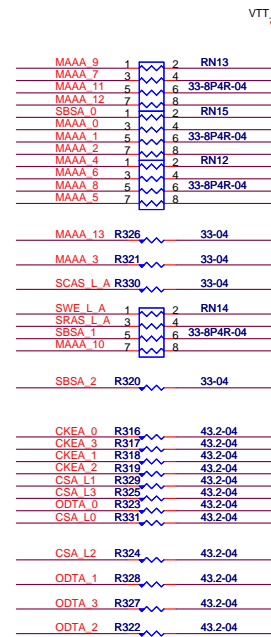 VTT
MAAA_9 1 2 RN13
MAAA_7 3 4
MAAA_11 5 6 33-8P4R-04
MAAA_12 7 8
SBSA_0 1 2 RN15
MAAA_0 3 4
MAAA_1 5 6 33-8P4R-04
MAAA_2 7 8
MAAA_4 1 2 RN12
MAAA_6 3 4
MAAA_8 5 6 33-8P4R-04
MAAA_5 7 8
MAAA_13 R326 33-04
MAAA_3 R321 33-04
SCAS_L_A R330 33-04
SWE_L_A 1 2 RN14
SRAS_L_A 3 4
SBSA_1 5 6 33-8P4R-04
MAAA_10 7 8
SBSA_2 R320 33-04
CKEA_0 R316 43.2-04
CKEA_3 R317 43.2-04
CKEA_1 R318 43.2-04
CKEA_2 R319 43.2-04
CSA_L1 R329 43.2-04
CSA_L3 R325 43.2-04
ODTA_0 R323 43.2-04
CSA_L0 R331 43.2-04
CSA_L2 R324 43.2-04
ODTA_1 R328 43.2-04
ODTA_3 R327 43.2-04
ODTA_2 R322 43.2-04